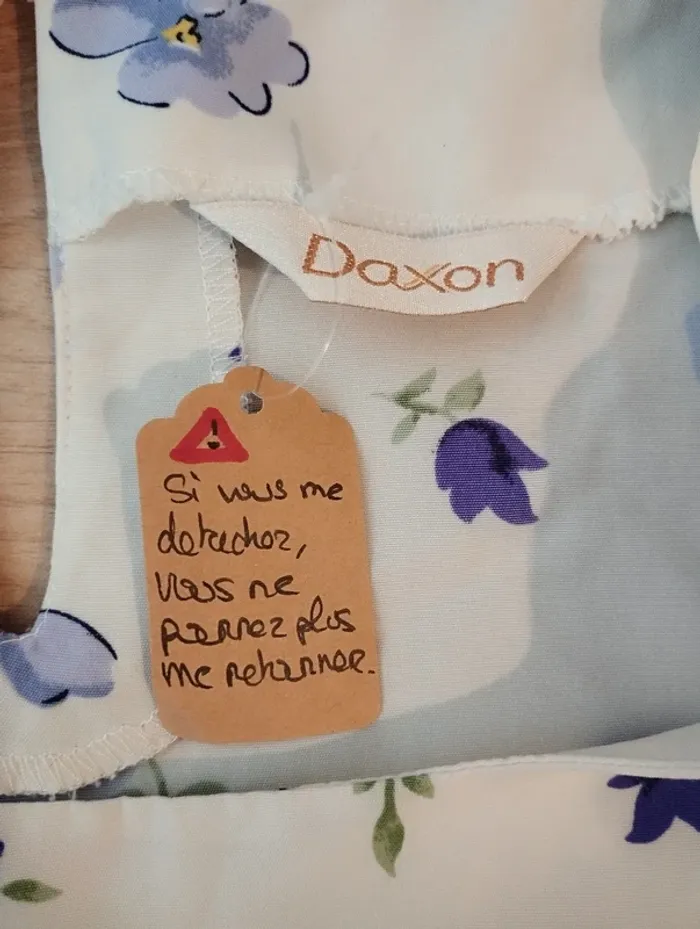 Daxon
Si vous me
detachez,
vous ne
pourrez plus
me retourner.